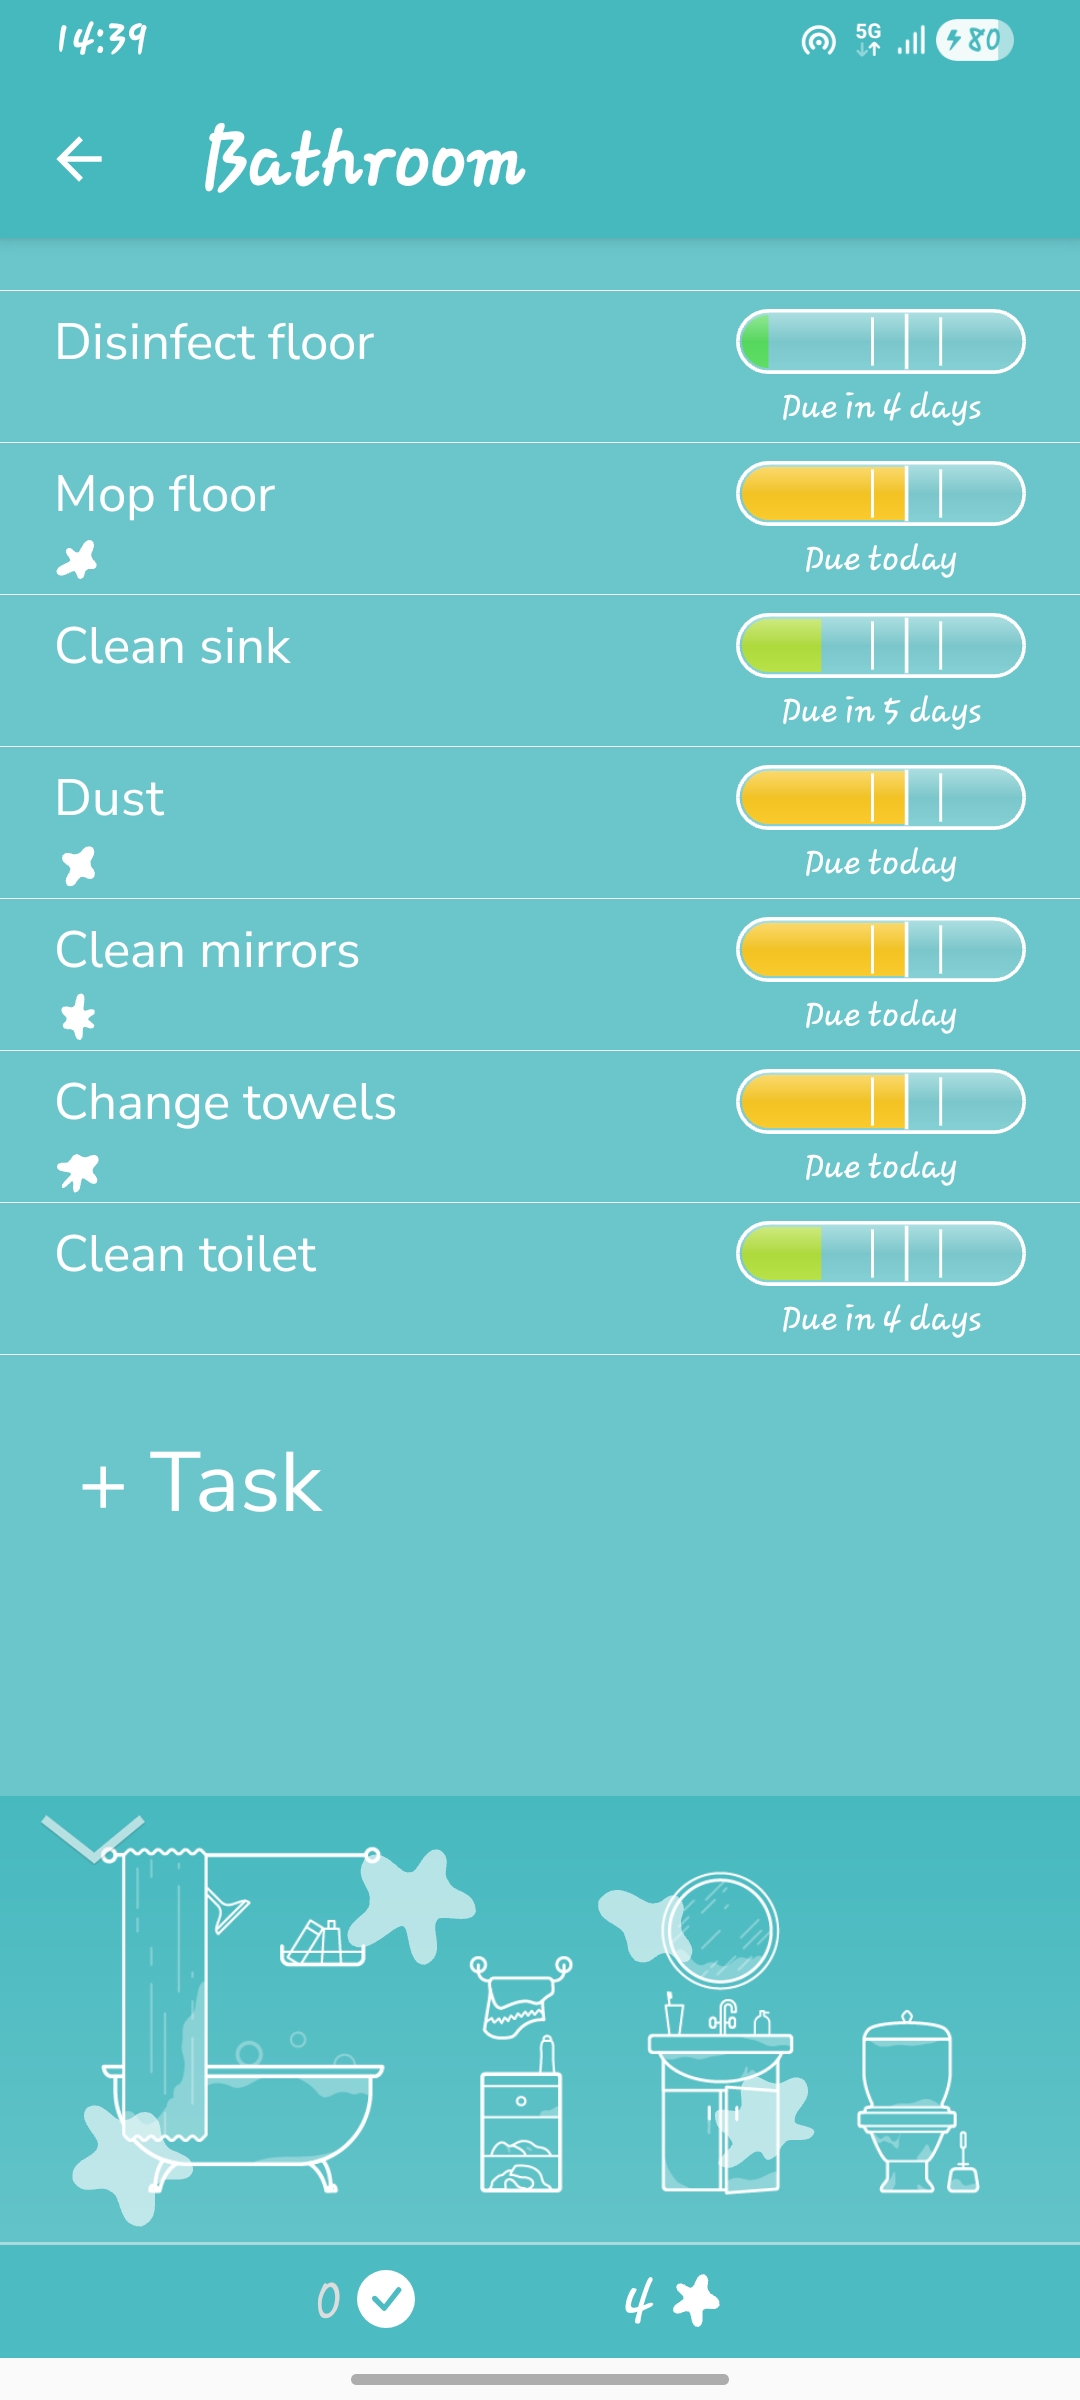 14:39
5G
80
Bathroom
Disinfect floor
Due in 4 days
Mop floor
Due today
Clean sink
Due in 5 days
Dust
Due today
Clean mirrors
Due today
Change towels
Due today
Clean toilet
Due in 4 days
+ Task
0
4